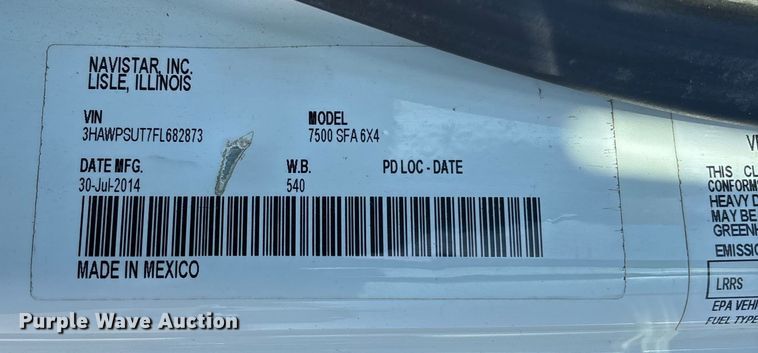 NAVISTAR, INC.
LISLE, ILLINOIS
VIN MODEL
3HAWPSUT7FL682873 7500 SFA 6X4
DATE MFG. W.B. PD LOC - DATE
30-Jul-2014 540
MADE IN MEXICO
THIS
CONFORM
HEAVY
MAY BE
GREENH
EMISSIO
LRRS
EPA VEHI
FUEL TYPE
Purple Wave Auction